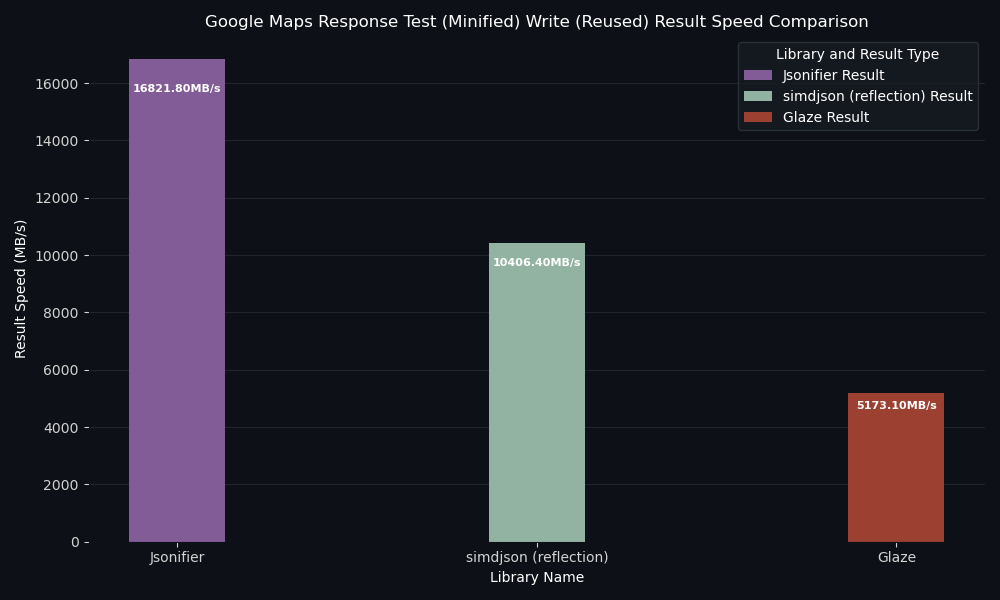 Google Maps Response Test (Minified) Write (Reused) Result Speed Comparison
Library and Result Type
Jsonifier Result
simdjson (reflection) Result
Glaze Result
Result Speed (MB/s)
16000
14000
12000
10000
8000
6000
4000
2000
0
16821.80MB/s
10406.40MB/s
5173.10MB/s
Jsonifier
simdjson (reflection)
Glaze
Library Name